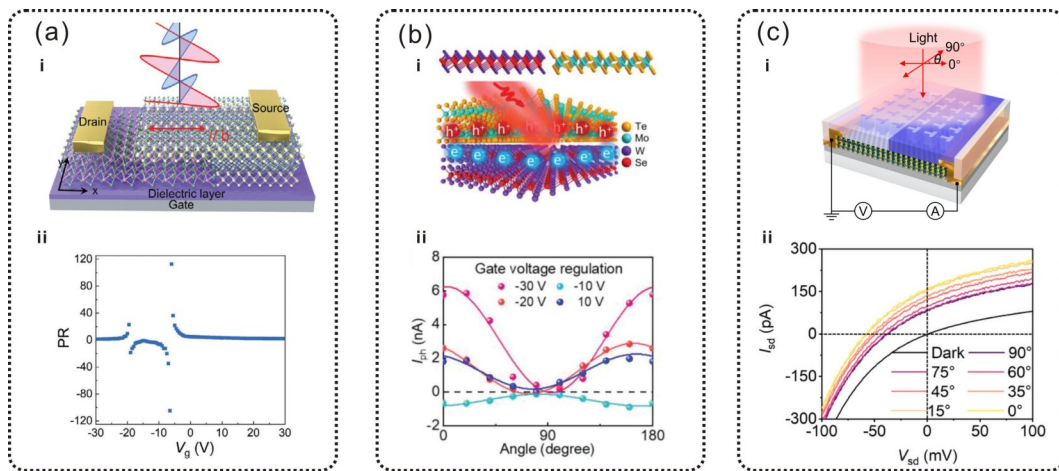 (a)
i
Drain
Source
// b
y
x
Dielectric layer
Gate
ii
PR
120
80
40
0
-40
-80
-120
-30 -20 -10 0 10 20 30
Vg (V)
(b)
i
h+ h+ h+ h+ h+
e- e-
Te
Mo
W
Se
ii
Gate voltage regulation
-30 V -10 V
-20 V 10 V
Iph (nA)
8
6
4
2
0
-2
0 90 180
Angle (degree)
(c)
i
Light
90°
θ
0°
V
A
ii
Isd (pA)
300
150
0
-150
-300
Dark 90°
75° 60°
45° 35°
15° 0°
-100 -50 0 50 100
Vsd (mV)